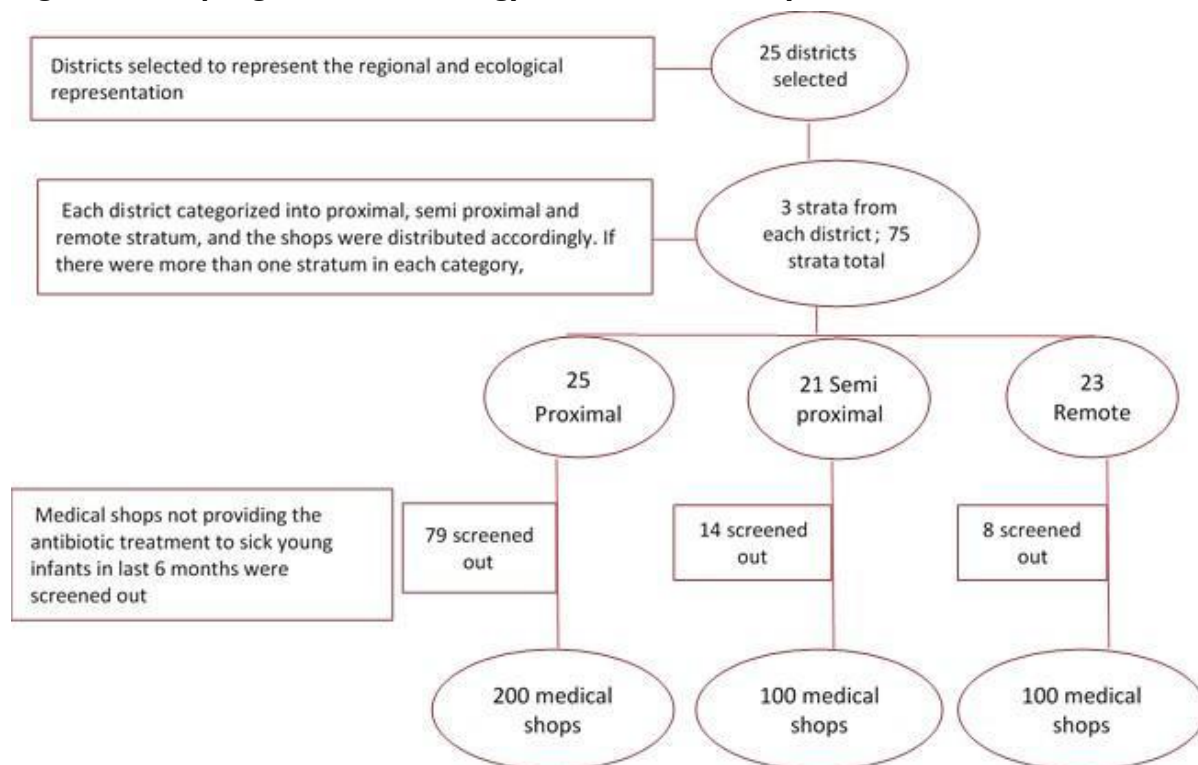 Districts selected to represent the regional and ecological
representation
25 districts
selected
Each district categorized into proximal, semi proximal and
remote stratum, and the shops were distributed accordingly. If
there were more than one stratum in each category,
3 strata from
each district; 75
strata total
25
Proximal
21 Semi
proximal
23
Remote
Medical shops not providing the
antibiotic treatment to sick young
infants in last 6 months were
screened out
79 screened
out
14 screened
out
8 screened
out
200 medical
shops
100 medical
shops
100 medical
shops